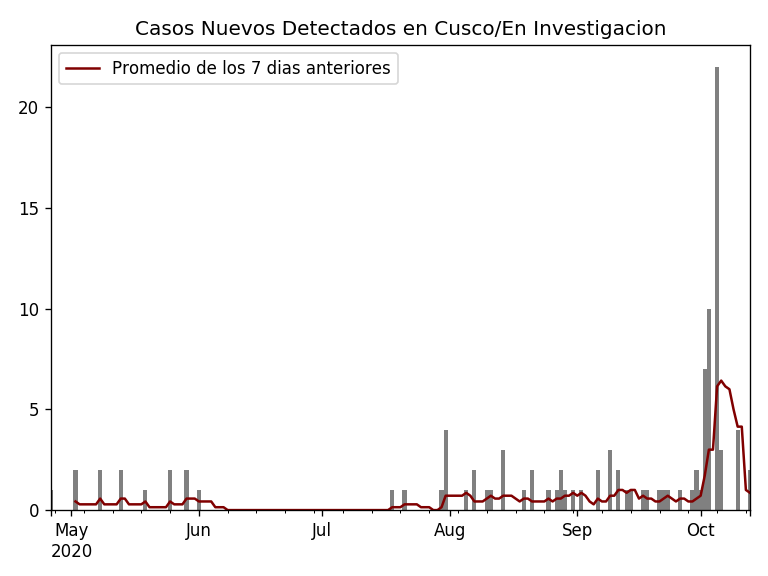 Casos Nuevos Detectados en Cusco/En Investigacion
Promedio de los 7 dias anteriores
20
15
10
5
0
May Jun Jul Aug Sep Oct
2020